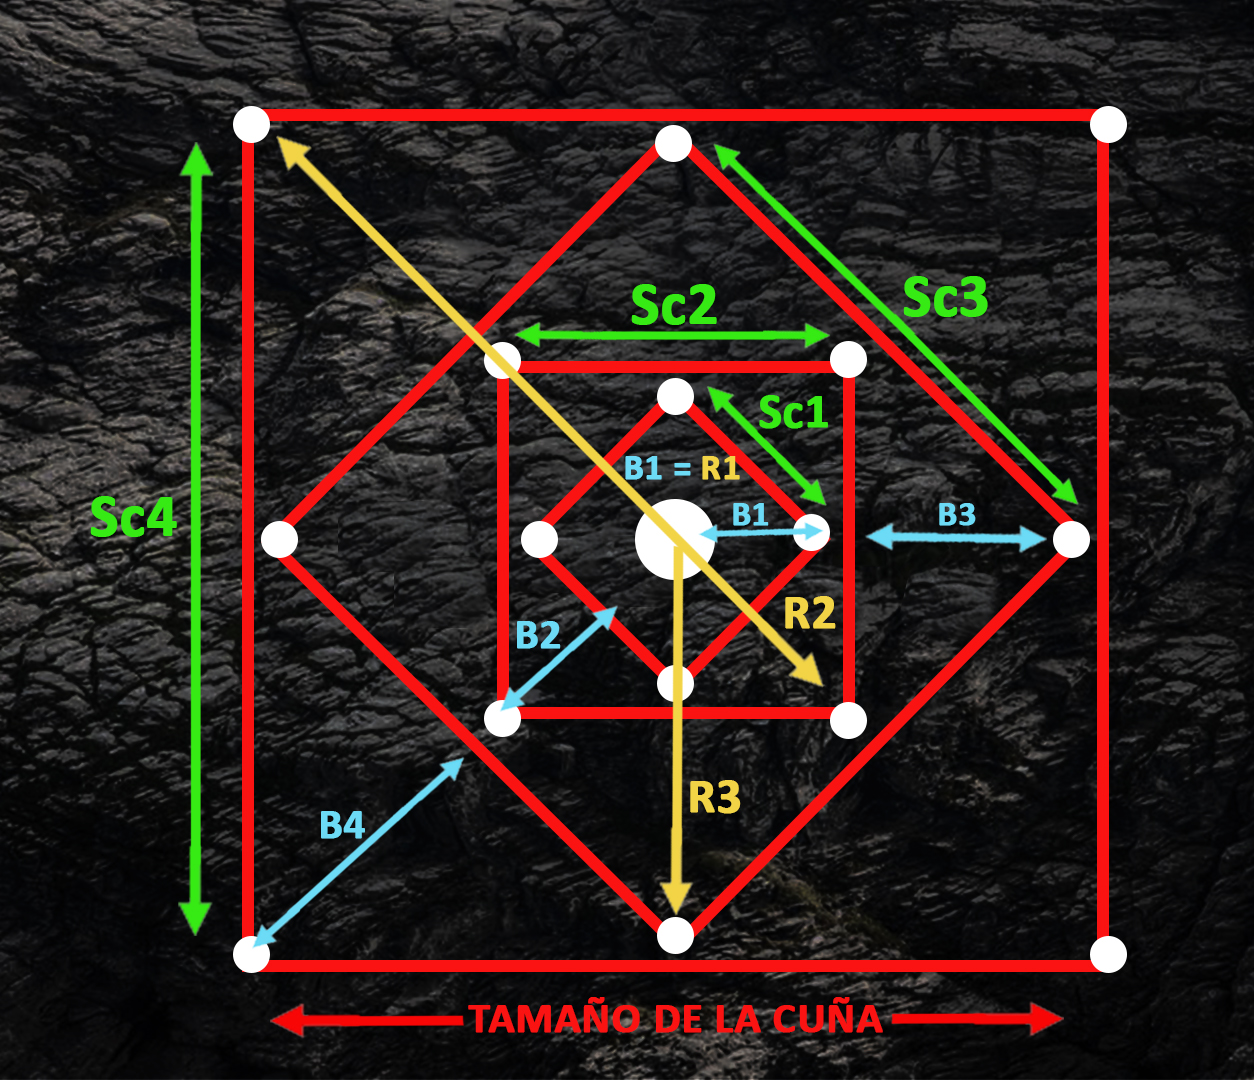 Sc2
Sc3
Sc1
B1 = R1
B1
B3
Sc4
R2
B2
R3
B4
TAMAÑO DE LA CUÑA